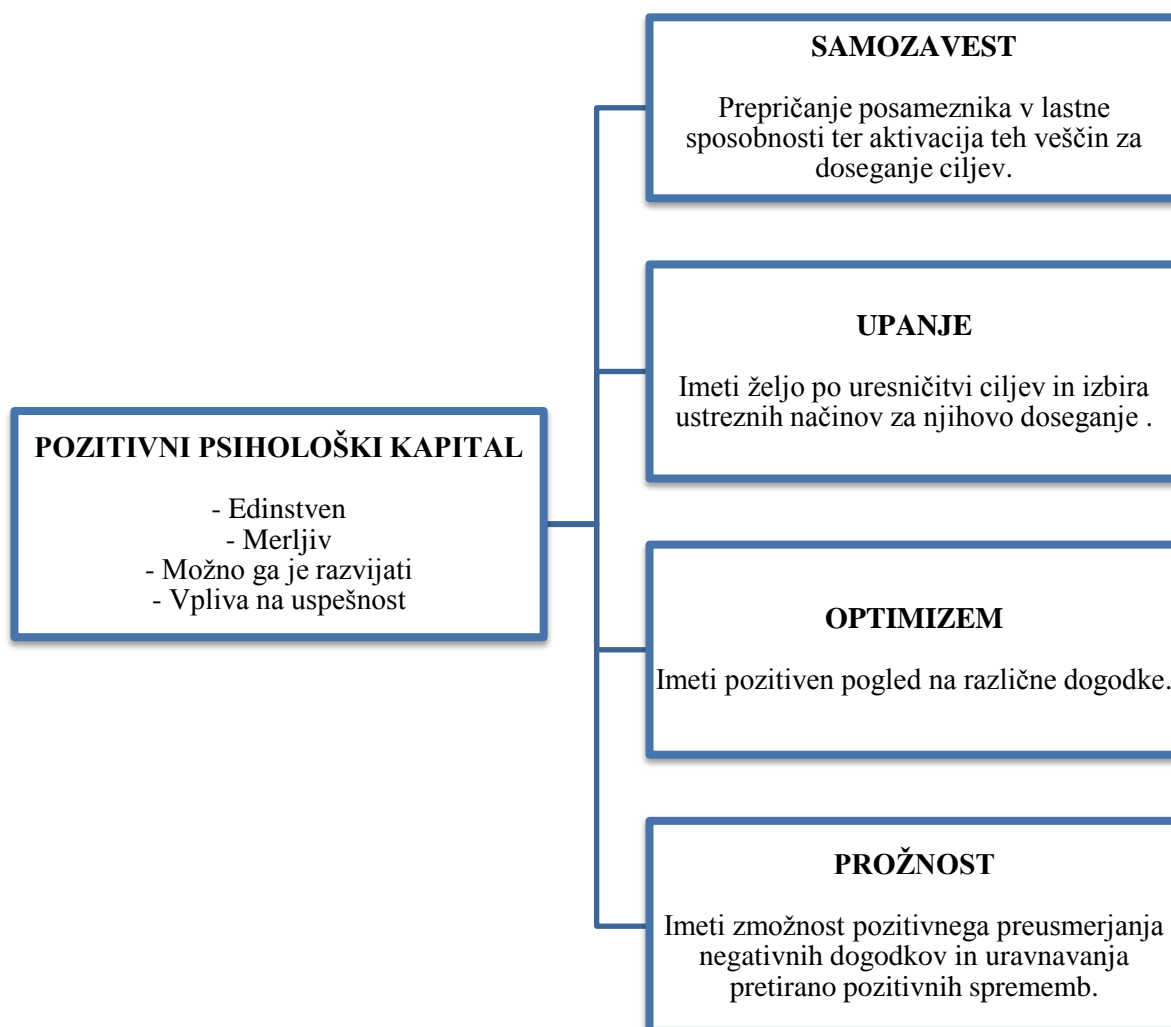 POZITIVNI PSIHOLOŠKI KAPITAL
- Edinstven
- Merljiv
- Možno ga je razvijati
- Vpliva na uspešnost
SAMOZAVEST
Prepričanje posameznika v lastne
sposobnosti ter aktivacija teh veščin za
doseganje ciljev.
UPANJE
Imeti željo po uresničitvi ciljev in izbira
ustreznih načinov za njihovo doseganje .
OPTIMIZEM
Imeti pozitiven pogled na različne dogodke.
PROŽNOST
Imeti zmožnost pozitivnega preusmerjanja
negativnih dogodkov in uravnavanja
pretirano pozitivnih sprememb.